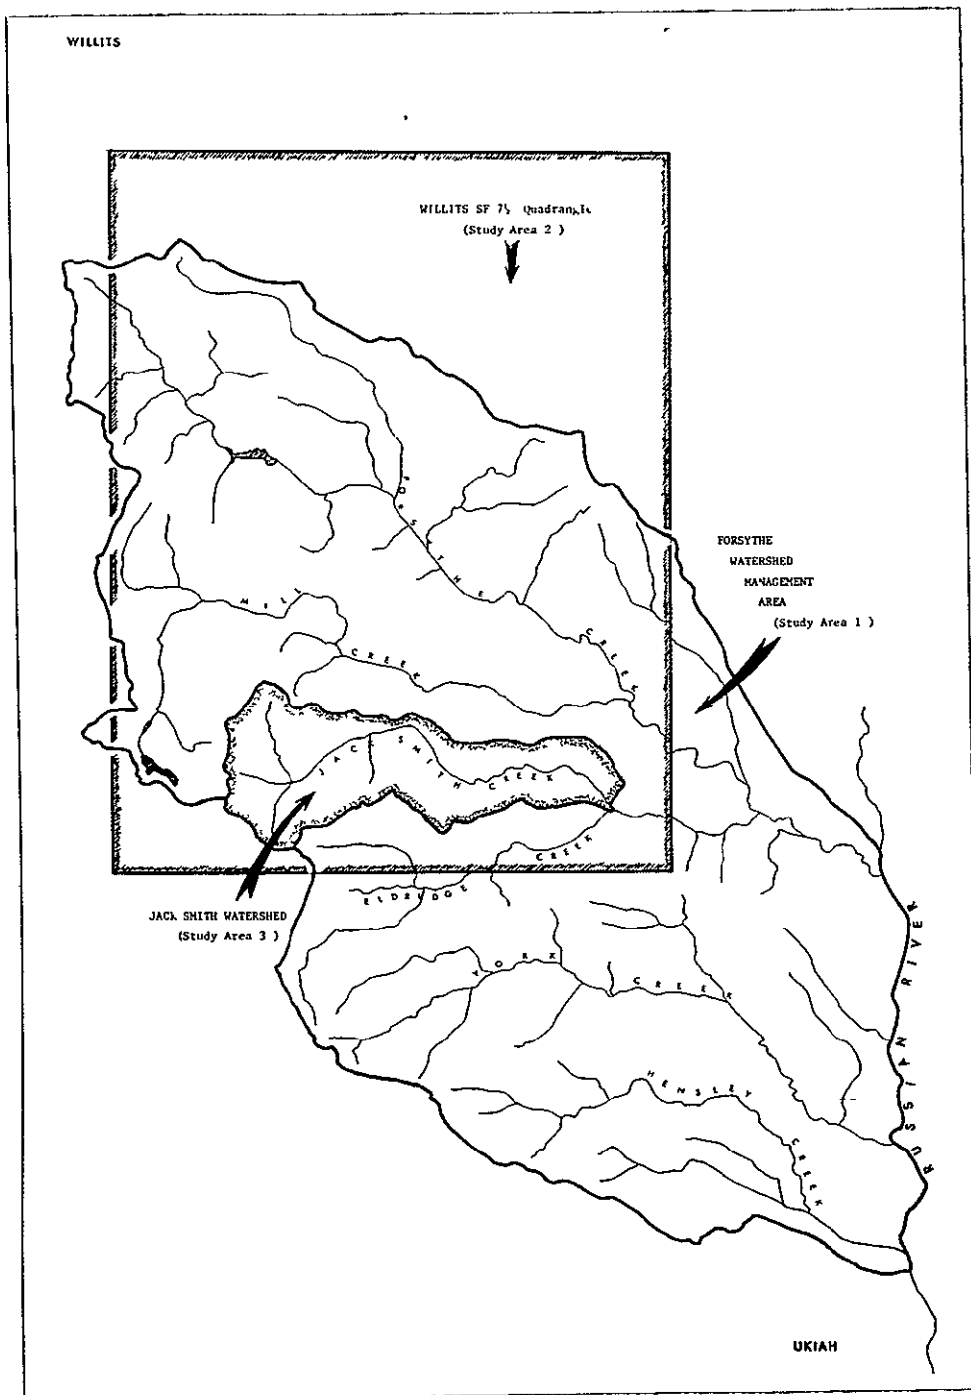 WILLITS
WILLITS SF 7½ Quadrangle
(Study Area 2 )
FORSYTHE
WATERSHED
MANAGEMENT
AREA
(Study Area 1 )
FORSYTHE
CREEK
MILL
CREEK
JACK SMITH
CREEK
ELDREDGE
CREEK
JACK SMITH WATERSHED
(Study Area 3 )
YORK
CREEK
RUSSIAN RIVER
HENSLEY
CREEK
UKIAH